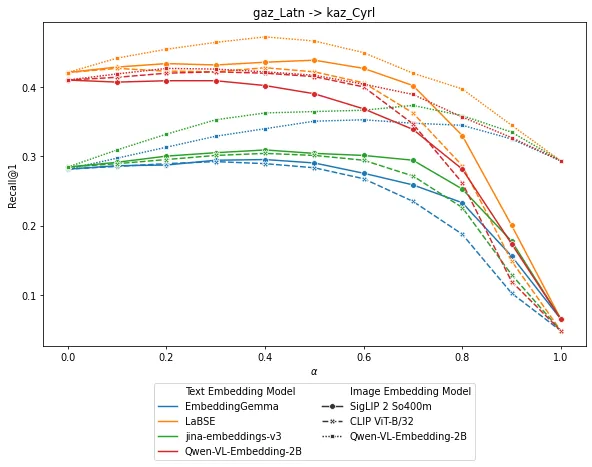 gaz_Latn -> kaz_Cyrl
Recall@1
0.4
0.3
0.2
0.1
0.0 0.2 0.4 0.6 0.8 1.0
α
Text Embedding Model Image Embedding Model
EmbeddingGemma SigLIP 2 So400m
LaBSE CLIP ViT-B/32
jina-embeddings-v3 Qwen-VL-Embedding-2B
Qwen-VL-Embedding-2B